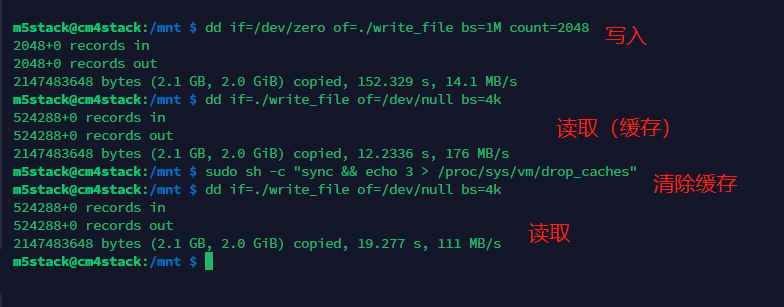 m5stack@cm4stack:/mnt $ dd if=/dev/zero of=./write_file bs=1M count=2048 写入
2048+0 records in
2048+0 records out
2147483648 bytes (2.1 GB, 2.0 GiB) copied, 152.329 s, 14.1 MB/s
m5stack@cm4stack:/mnt $ dd if=./write_file of=/dev/null bs=4k
524288+0 records in
524288+0 records out 读取（缓存）
2147483648 bytes (2.1 GB, 2.0 GiB) copied, 12.2336 s, 176 MB/s
m5stack@cm4stack:/mnt $ sudo sh -c "sync && echo 3 > /proc/sys/vm/drop_caches" 清除缓存
m5stack@cm4stack:/mnt $ dd if=./write_file of=/dev/null bs=4k
524288+0 records in
524288+0 records out 读取
2147483648 bytes (2.1 GB, 2.0 GiB) copied, 19.277 s, 111 MB/s
m5stack@cm4stack:/mnt $